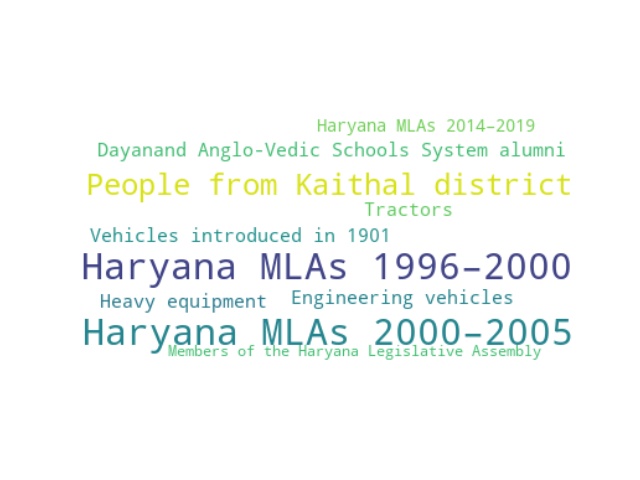 Haryana MLAs 2014–2019
Dayanand Anglo-Vedic Schools System alumni
People from Kaithal district
Tractors
Vehicles introduced in 1901
Haryana MLAs 1996–2000
Heavy equipment
Engineering vehicles
Haryana MLAs 2000–2005
Members of the Haryana Legislative Assembly